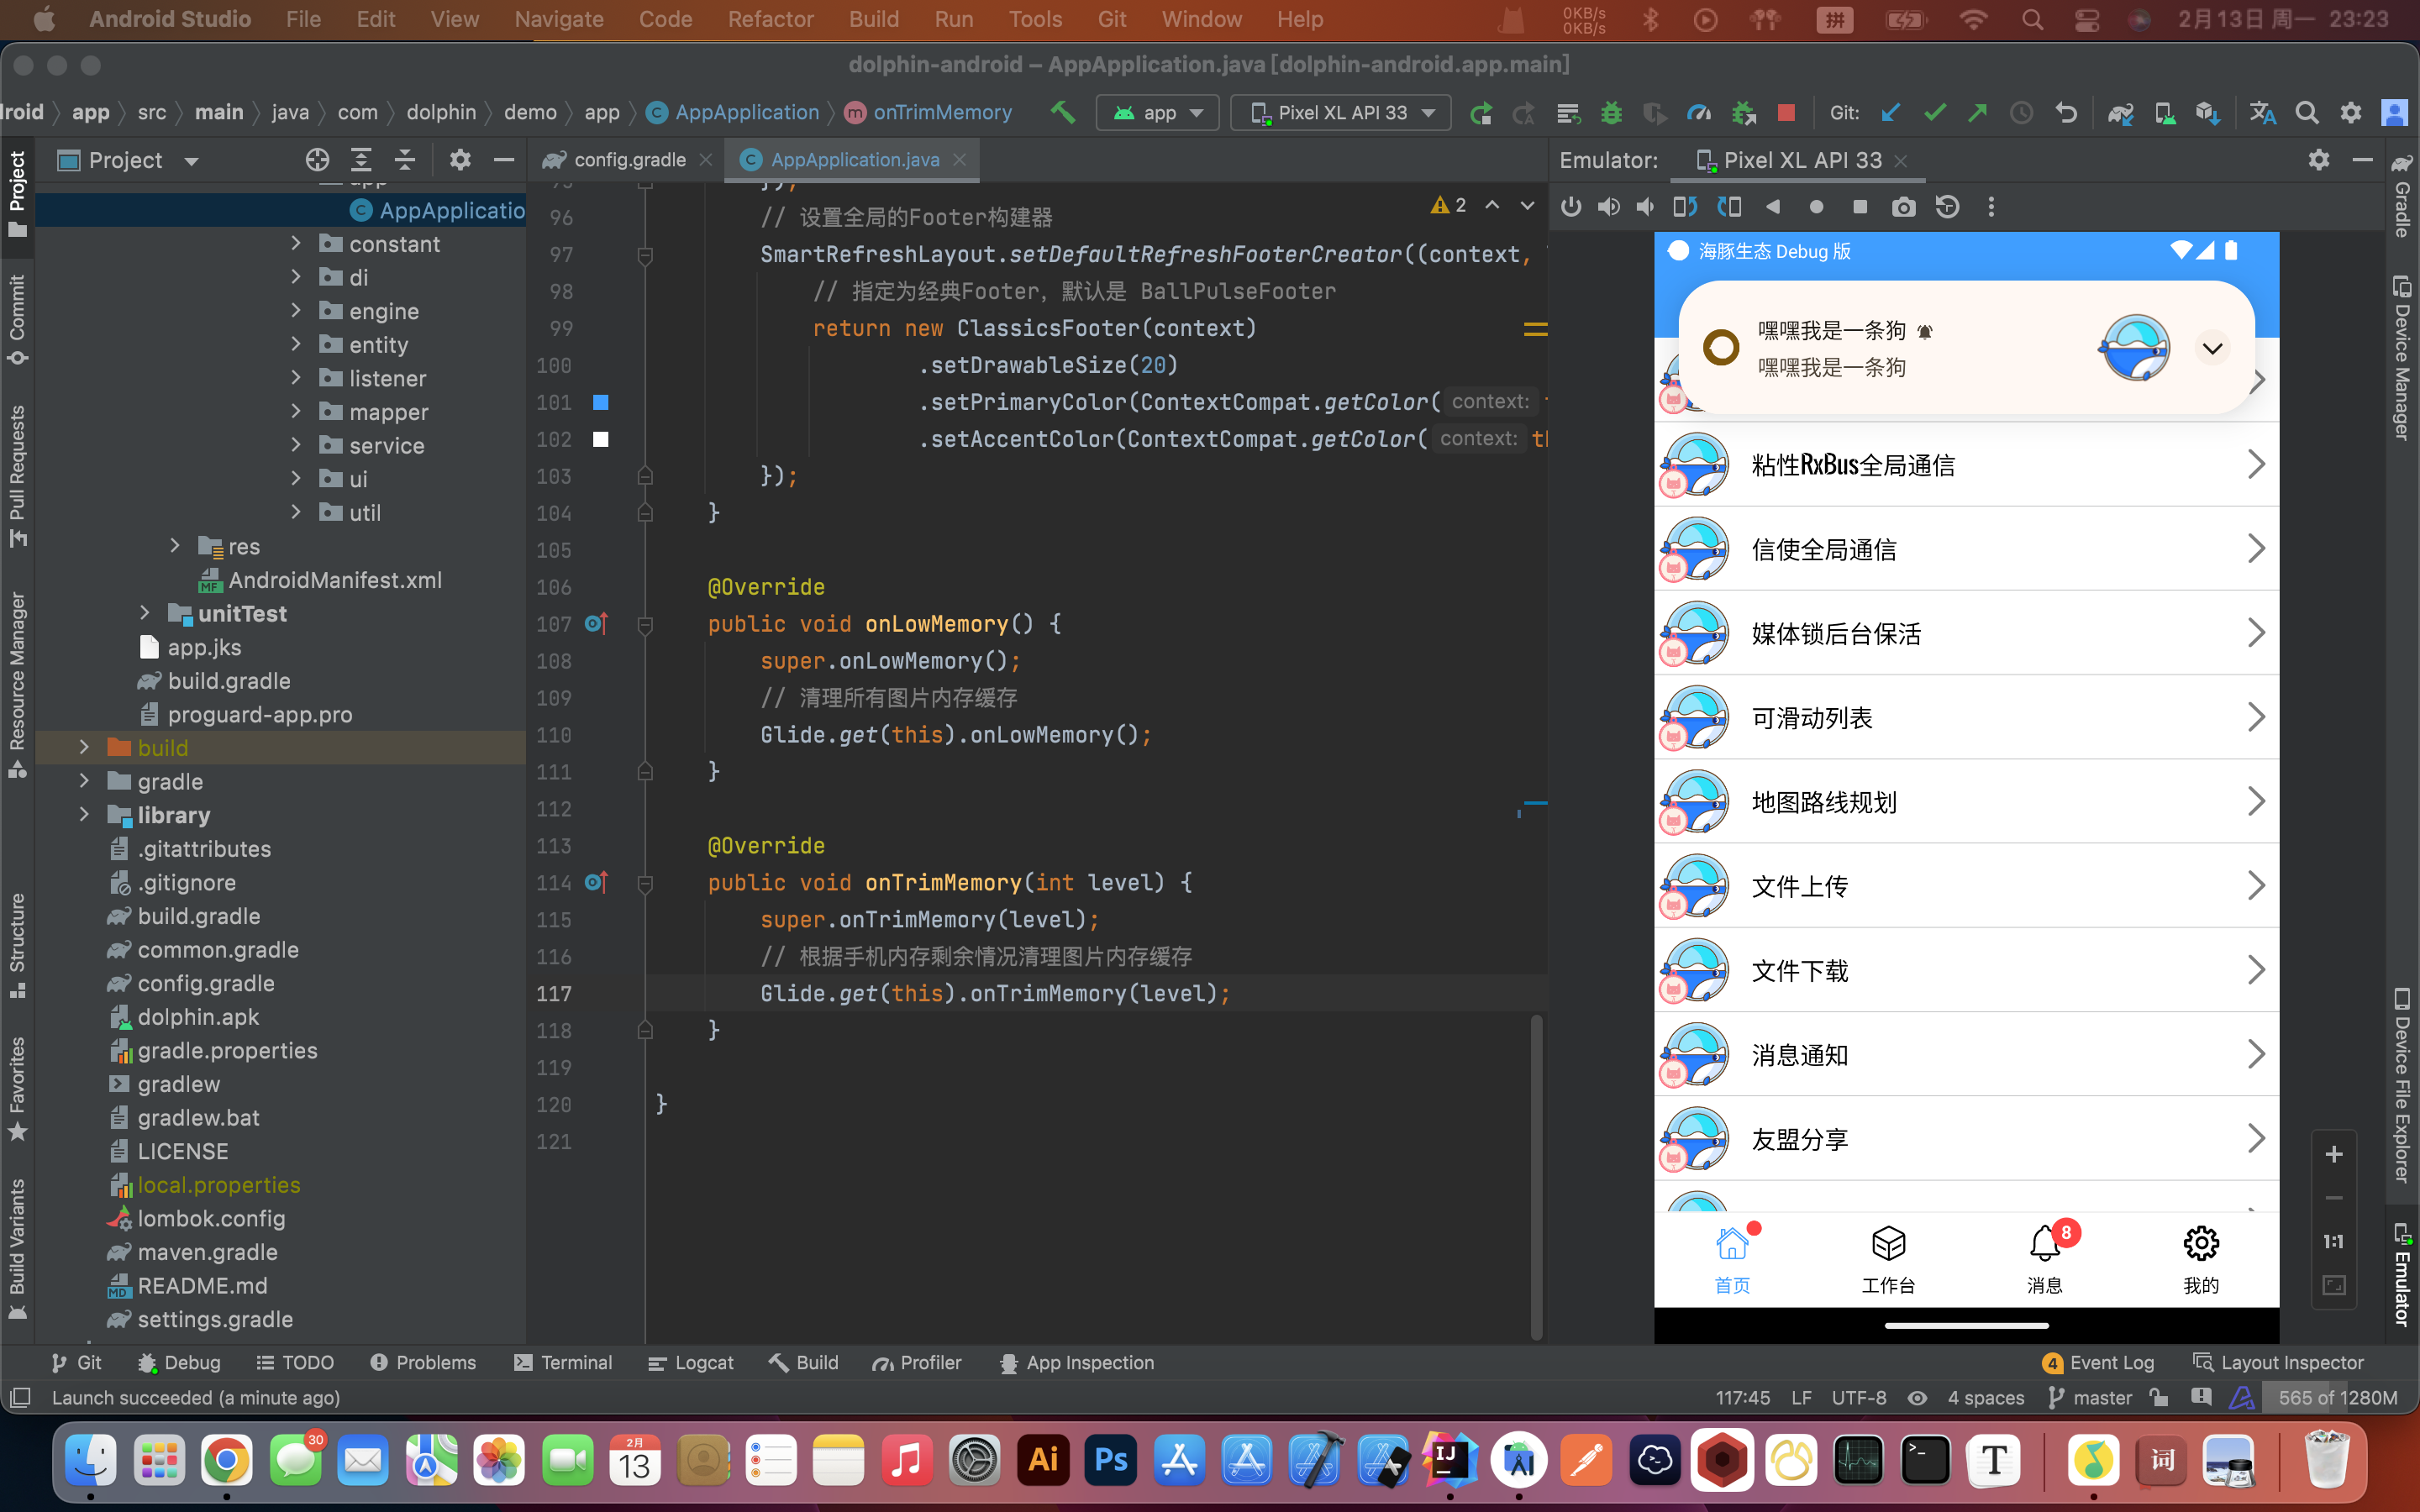 Android Studio File Edit View Navigate Code Refactor Build Run Tools Git Window Help 0KB/s 0KB/s 拼 2月13日 周一 23:23
dolphin-android – AppApplication.java [dolphin-android.app.main]
roid app src main java com dolphin demo app AppApplication onTrimMemory app Pixel XL API 33 Git:
Project
config.gradle
AppApplication.java
Emulator: Pixel XL API 33
Project
Commit
Pull Requests
Resource Manager
Structure
Favorites
Build Variants
app
AppApplicatio
constant
di
engine
entity
listener
mapper
service
ui
util
res
AndroidManifest.xml
unitTest
app.jks
build.gradle
proguard-app.pro
build
gradle
library
.gitattributes
.gitignore
build.gradle
common.gradle
config.gradle
dolphin.apk
gradle.properties
gradlew
gradlew.bat
LICENSE
local.properties
lombok.config
maven.gradle
README.md
settings.gradle
2
95 });
96 // 设置全局的Footer构建器
97 SmartRefreshLayout.setDefaultRefreshFooterCreator((context,
98 // 指定为经典Footer，默认是 BallPulseFooter
99 return new ClassicsFooter(context)
100 .setDrawableSize(20)
101 .setPrimaryColor(ContextCompat.getColor( context:
102 .setAccentColor(ContextCompat.getColor( context: th
103 });
104 }
105
106 @Override
107 public void onLowMemory() {
108 super.onLowMemory();
109 // 清理所有图片内存缓存
110 Glide.get(this).onLowMemory();
111 }
112
113 @Override
114 public void onTrimMemory(int level) {
115 super.onTrimMemory(level);
116 // 根据手机内存剩余情况清理图片内存缓存
117 Glide.get(this).onTrimMemory(level);
118 }
119
120 }
121
海豚生态 Debug 版
嘿嘿我是一条狗
嘿嘿我是一条狗
粘性RxBus全局通信
信使全局通信
媒体锁后台保活
可滑动列表
地图路线规划
文件上传
文件下载
消息通知
友盟分享
8
首页 工作台 消息 我的
1:1
Gradle
Device Manager
Device File Explorer
Emulator
Git Debug TODO Problems Terminal Logcat Build Profiler App Inspection 4 Event Log Layout Inspector
Launch succeeded (a minute ago) 117:45 LF UTF-8 4 spaces master 565 of 1280M
30
2月
13
Ai
Ps
IJ
T
词